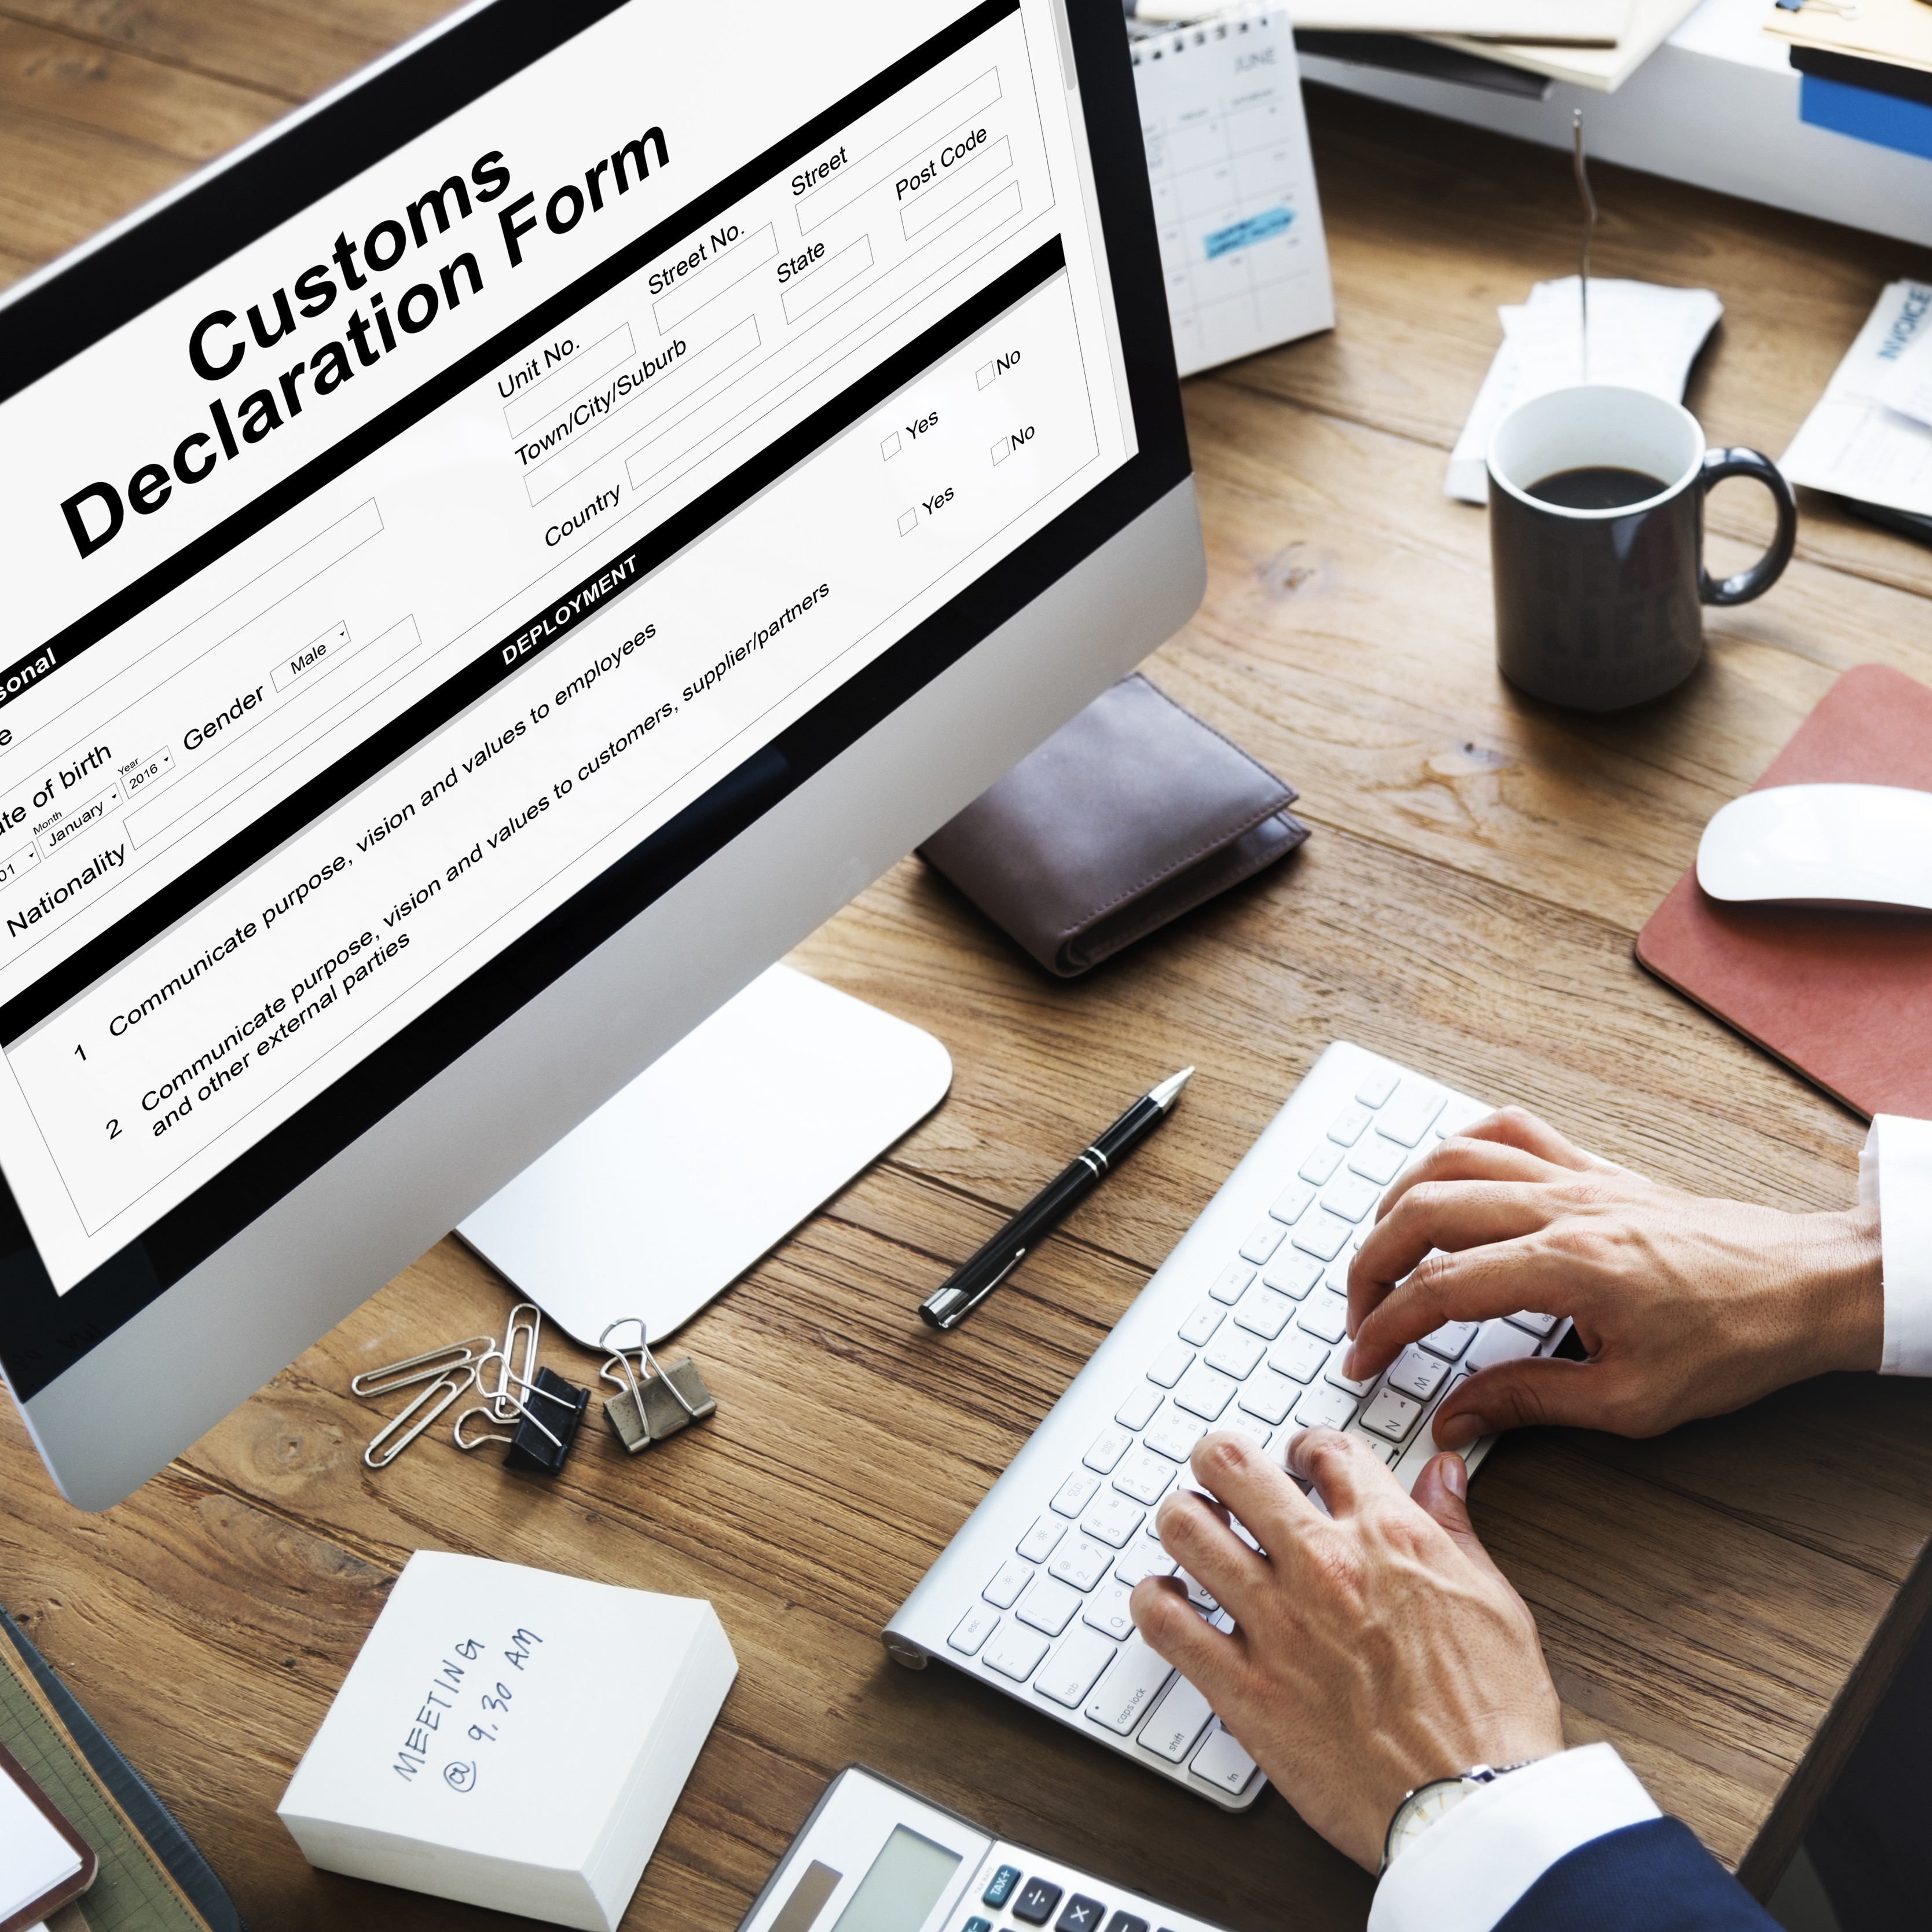 Customs
Declaration Form
sonal
Unit No.
Street No.
Street
Town/City/Suburb
State
Post Code
Country
e
te of birth
Month
Year
01
January
2016
Gender
Male
Nationality
DEPLOYMENT
1 Communicate purpose, vision and values to employees
Yes
No
2 Communicate purpose, vision and values to customers, supplier/partners
and other external parties
Yes
No
JUNE
INVOICE
MEETING
@ 9.30 AM
esc
tab
caps lock
shift
fn
Q
H
N
M
TAX+
÷
×